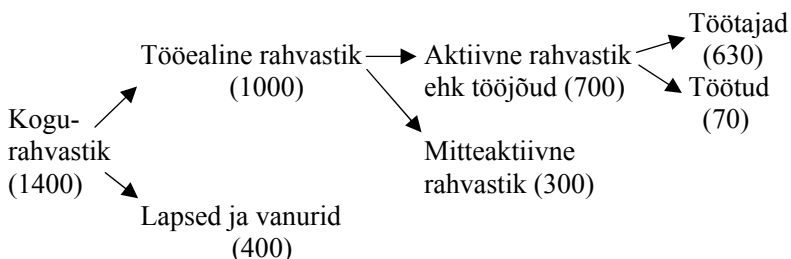 Kogu-
rahvastik
(1400)
Tööealine rahvastik
(1000)
Lapsed ja vanurid
(400)
Aktiivne rahvastik
ehk tööjõud (700)
Mitteaktiivne
rahvastik (300)
Töötajad
(630)
Töötud
(70)